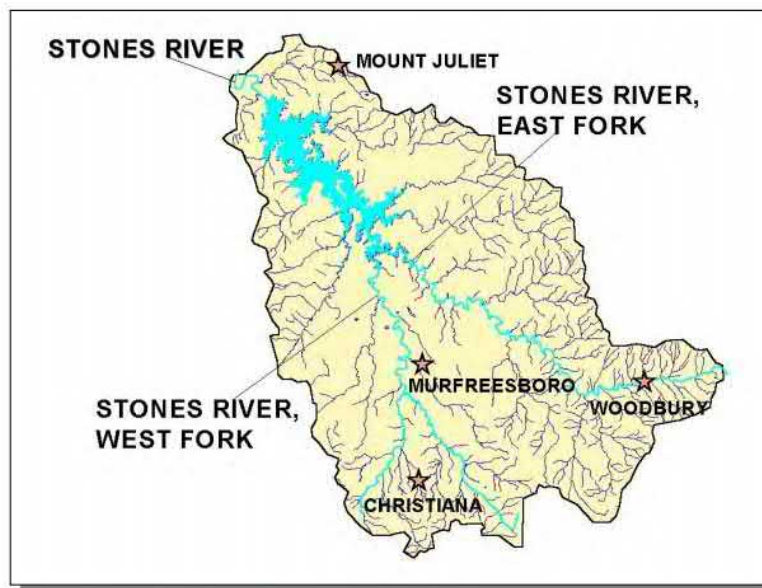 STONES RIVER
MOUNT JULIET
STONES RIVER,
EAST FORK
MURFREESBORO
WOODBURY
STONES RIVER,
WEST FORK
CHRISTIANA